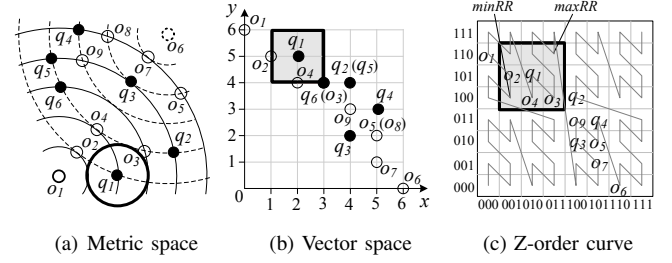 minRR maxRR
q4 o8 o6
o9
q5 o7
q6 q3 o5
o4
o2 o3 q2
o1 q1
y
6 o1
5 o2 q1
4 o4 q2(q5)
q6(o3)
3 q4
o9 o5(o8)
2 q3
1 o7
0 o6
0 1 2 3 4 5 6 x
111
110 o1
101 o2 q1
100 o4 o3 q2
011 o9 q4
010 q3 o5
001 o7
000 o6
000 001 010 011 100 101 110 111
(a) Metric space (b) Vector space (c) Z-order curve